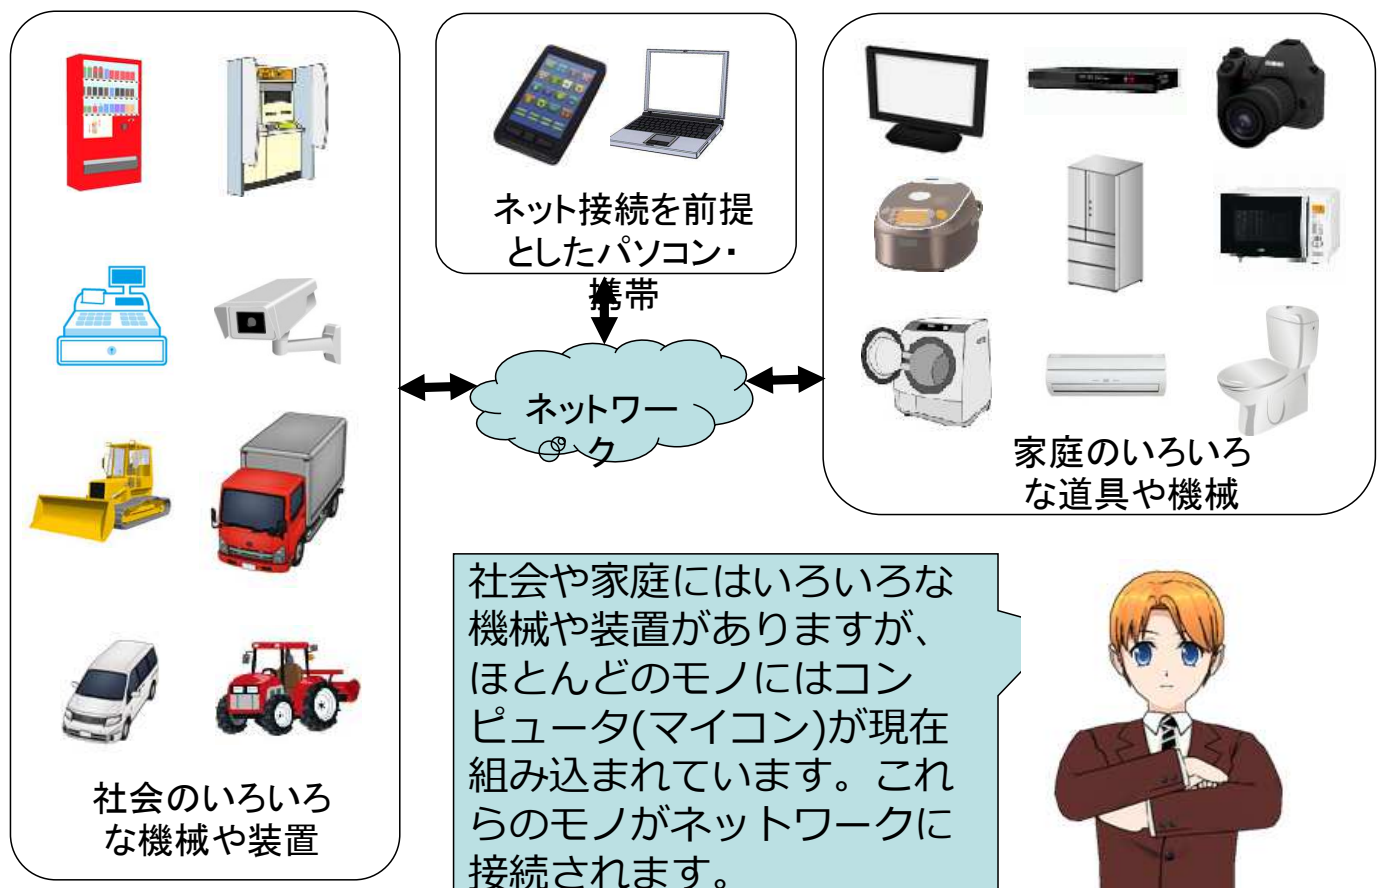 ネット接続を前提
としたパソコン・
携帯
ネットワー
ク
家庭のいろいろ
な道具や機械
社会のいろいろ
な機械や装置
社会や家庭にはいろいろな
機械や装置がありますが、
ほとんどのモノにはコン
ピュータ(マイコン)が現在
組み込まれています。これ
らのモノがネットワークに
接続されます。